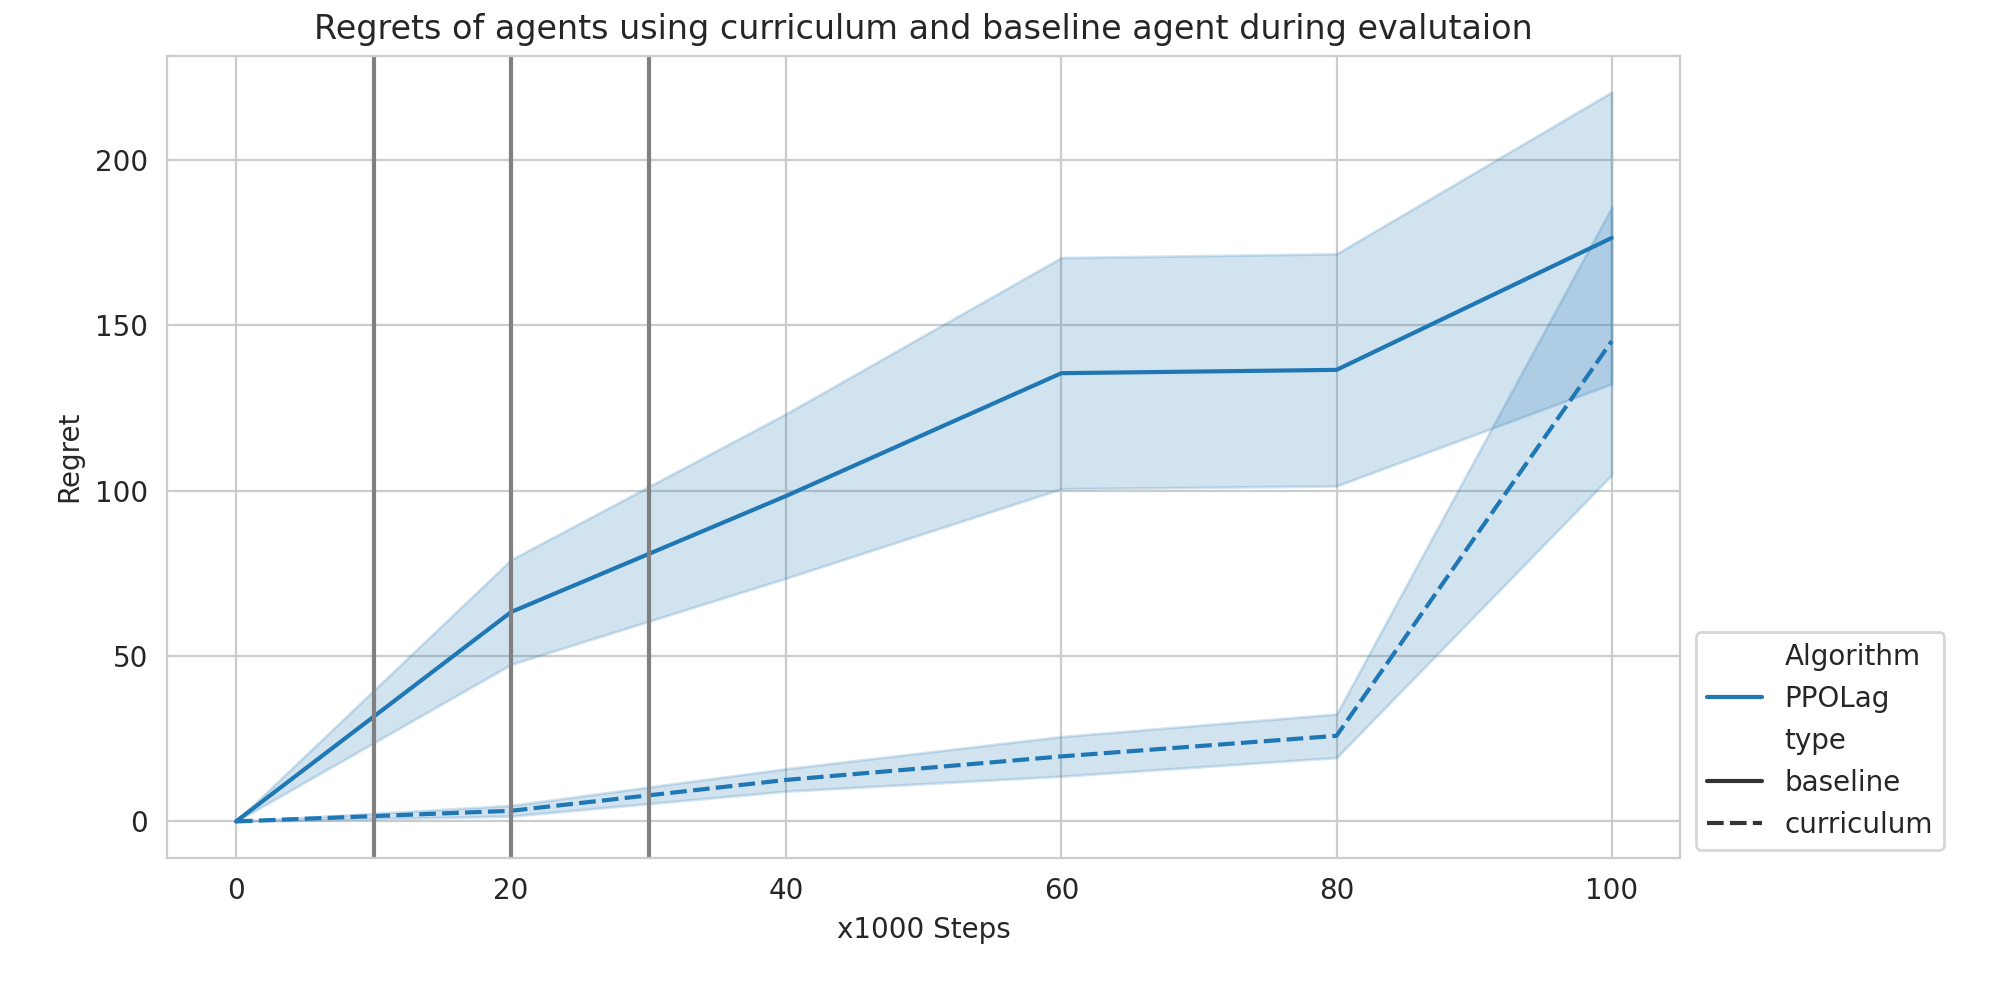 Regrets of agents using curriculum and baseline agent during evalutaion
200
150
100
50
0
Regret
0 20 40 60 80 100
x1000 Steps
Algorithm
PPOLag
type
baseline
curriculum